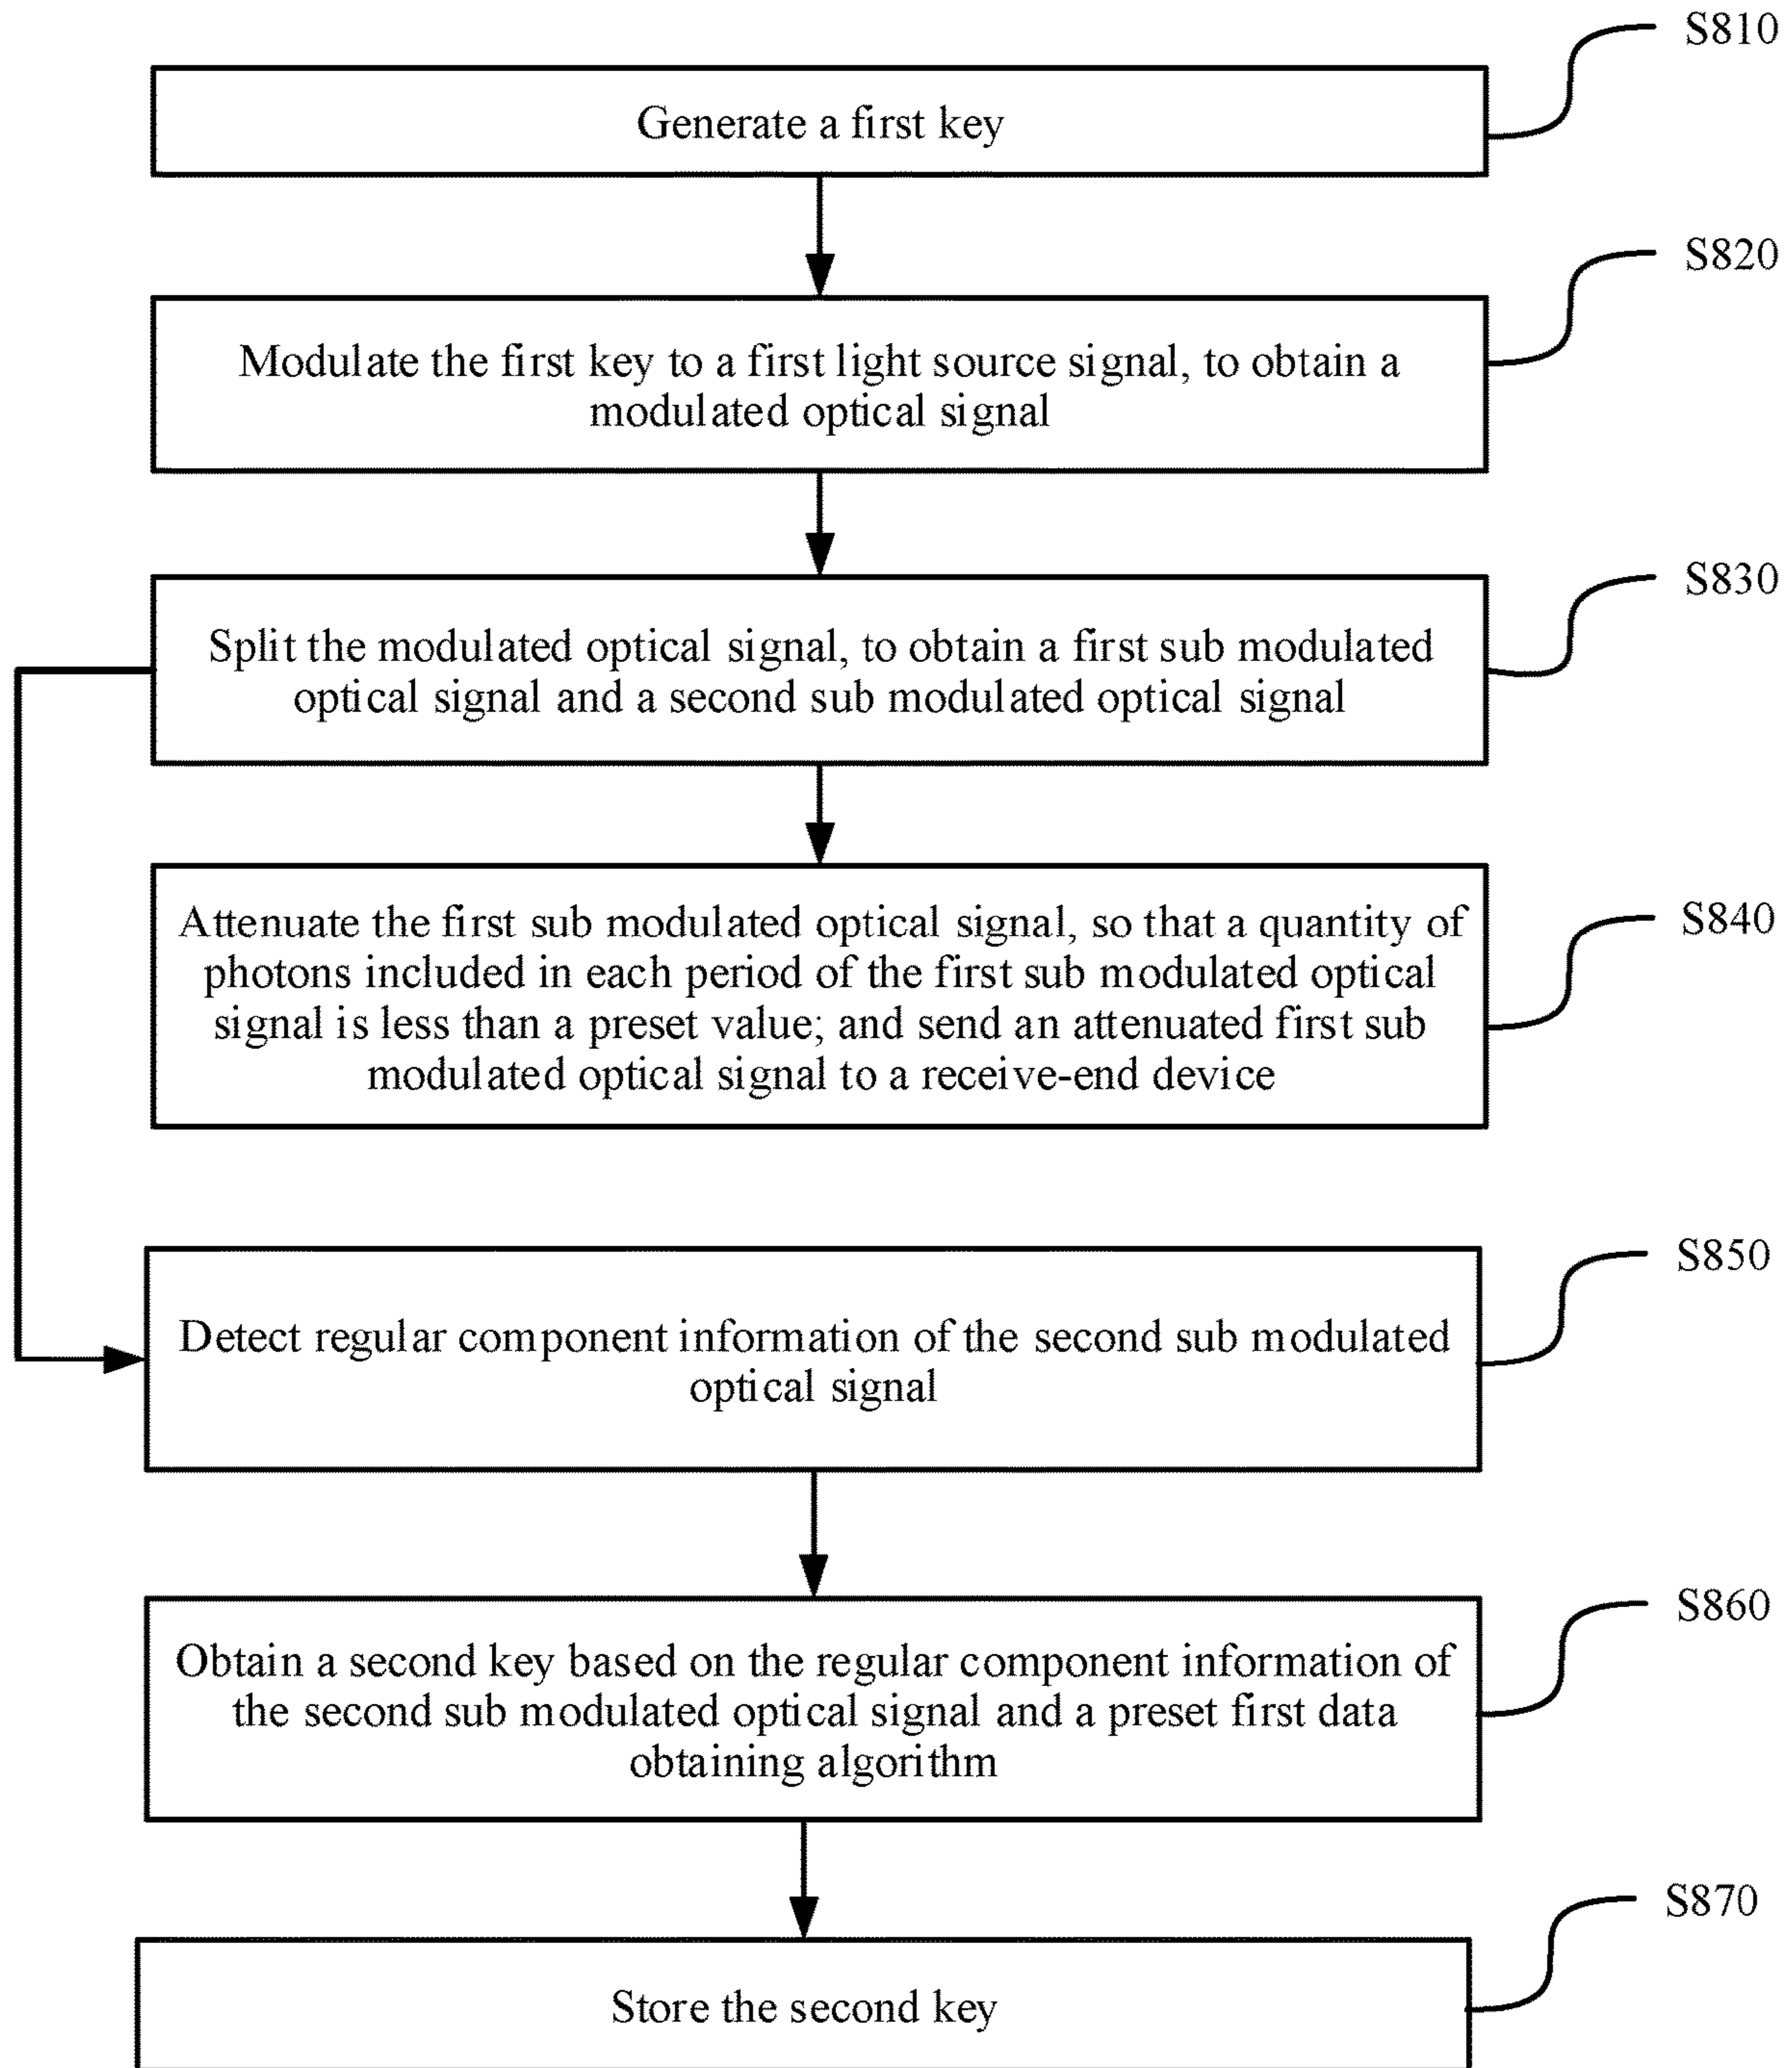 S810
Generate a first key
S820
Modulate the first key to a first light source signal, to obtain a
modulated optical signal
S830
Split the modulated optical signal, to obtain a first sub modulated
optical signal and a second sub modulated optical signal
S840
Attenuate the first sub modulated optical signal, so that a quantity of
photons included in each period of the first sub modulated optical
signal is less than a preset value; and send an attenuated first sub
modulated optical signal to a receive-end device
S850
Detect regular component information of the second sub modulated
optical signal
S860
Obtain a second key based on the regular component information of
the second sub modulated optical signal and a preset first data
obtaining algorithm
S870
Store the second key